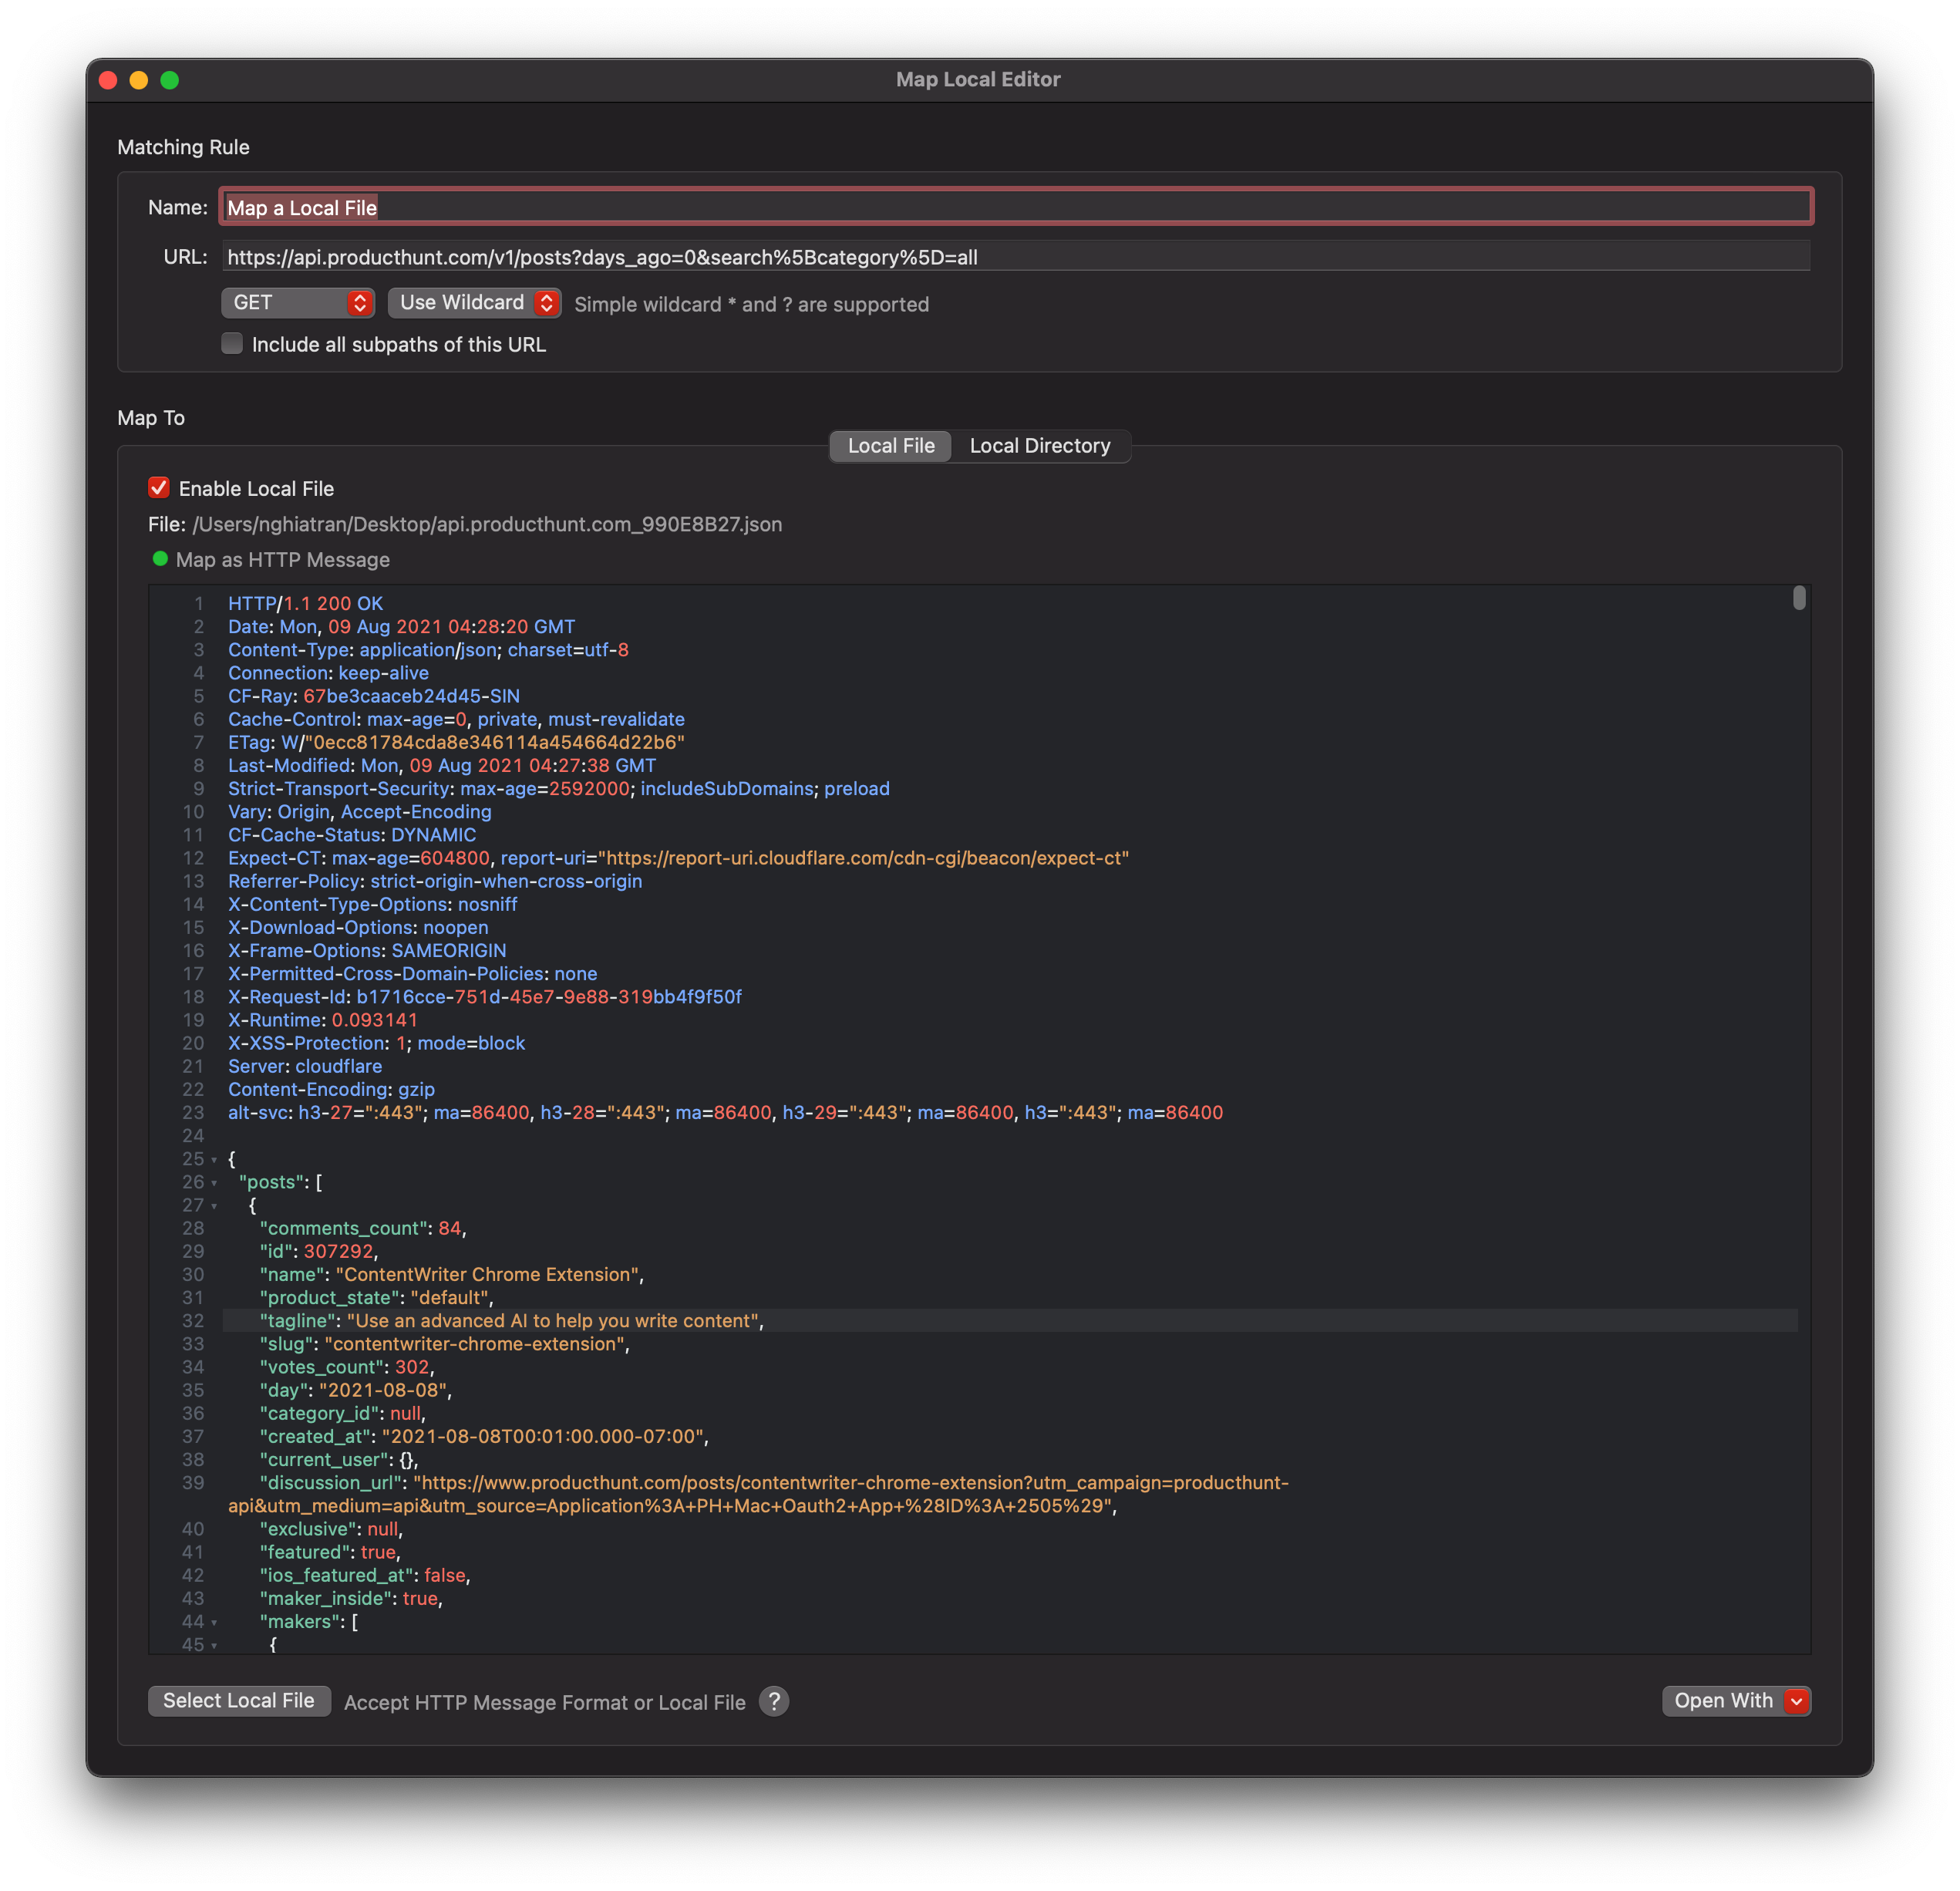 Map Local Editor
Matching Rule
Name: Map a Local File
URL: https://api.producthunt.com/v1/posts?days_ago=0&search%5Bcategory%5D=all
GET Use Wildcard Simple wildcard * and ? are supported
Include all subpaths of this URL
Map To
Local File Local Directory
Enable Local File
File: /Users/nghiatran/Desktop/api.producthunt.com_990E8B27.json
Map as HTTP Message
1 HTTP/1.1 200 OK
2 Date: Mon, 09 Aug 2021 04:28:20 GMT
3 Content-Type: application/json; charset=utf-8
4 Connection: keep-alive
5 CF-Ray: 67be3caaceb24d45-SIN
6 Cache-Control: max-age=0, private, must-revalidate
7 ETag: W/"0ecc81784cda8e346114a454664d22b6"
8 Last-Modified: Mon, 09 Aug 2021 04:27:38 GMT
9 Strict-Transport-Security: max-age=2592000; includeSubDomains; preload
10 Vary: Origin, Accept-Encoding
11 CF-Cache-Status: DYNAMIC
12 Expect-CT: max-age=604800, report-uri="https://report-uri.cloudflare.com/cdn-cgi/beacon/expect-ct"
13 Referrer-Policy: strict-origin-when-cross-origin
14 X-Content-Type-Options: nosniff
15 X-Download-Options: noopen
16 X-Frame-Options: SAMEORIGIN
17 X-Permitted-Cross-Domain-Policies: none
18 X-Request-Id: b1716cce-751d-45e7-9e88-319bb4f9f50f
19 X-Runtime: 0.093141
20 X-XSS-Protection: 1; mode=block
21 Server: cloudflare
22 Content-Encoding: gzip
23 alt-svc: h3-27=":443"; ma=86400, h3-28=":443"; ma=86400, h3-29=":443"; ma=86400, h3=":443"; ma=86400
24
25 {
26 "posts": [
27 {
28 "comments_count": 84,
29 "id": 307292,
30 "name": "ContentWriter Chrome Extension",
31 "product_state": "default",
32 "tagline": "Use an advanced AI to help you write content",
33 "slug": "contentwriter-chrome-extension",
34 "votes_count": 302,
35 "day": "2021-08-08",
36 "category_id": null,
37 "created_at": "2021-08-08T00:01:00.000-07:00",
38 "current_user": {},
39 "discussion_url": "https://www.producthunt.com/posts/contentwriter-chrome-extension?utm_campaign=producthunt-
api&utm_medium=api&utm_source=Application%3A+PH+Mac+Oauth2+App+%28ID%3A+2505%29",
40 "exclusive": null,
41 "featured": true,
42 "ios_featured_at": false,
43 "maker_inside": true,
44 "makers": [
45 {
Select Local File Accept HTTP Message Format or Local File ? Open With